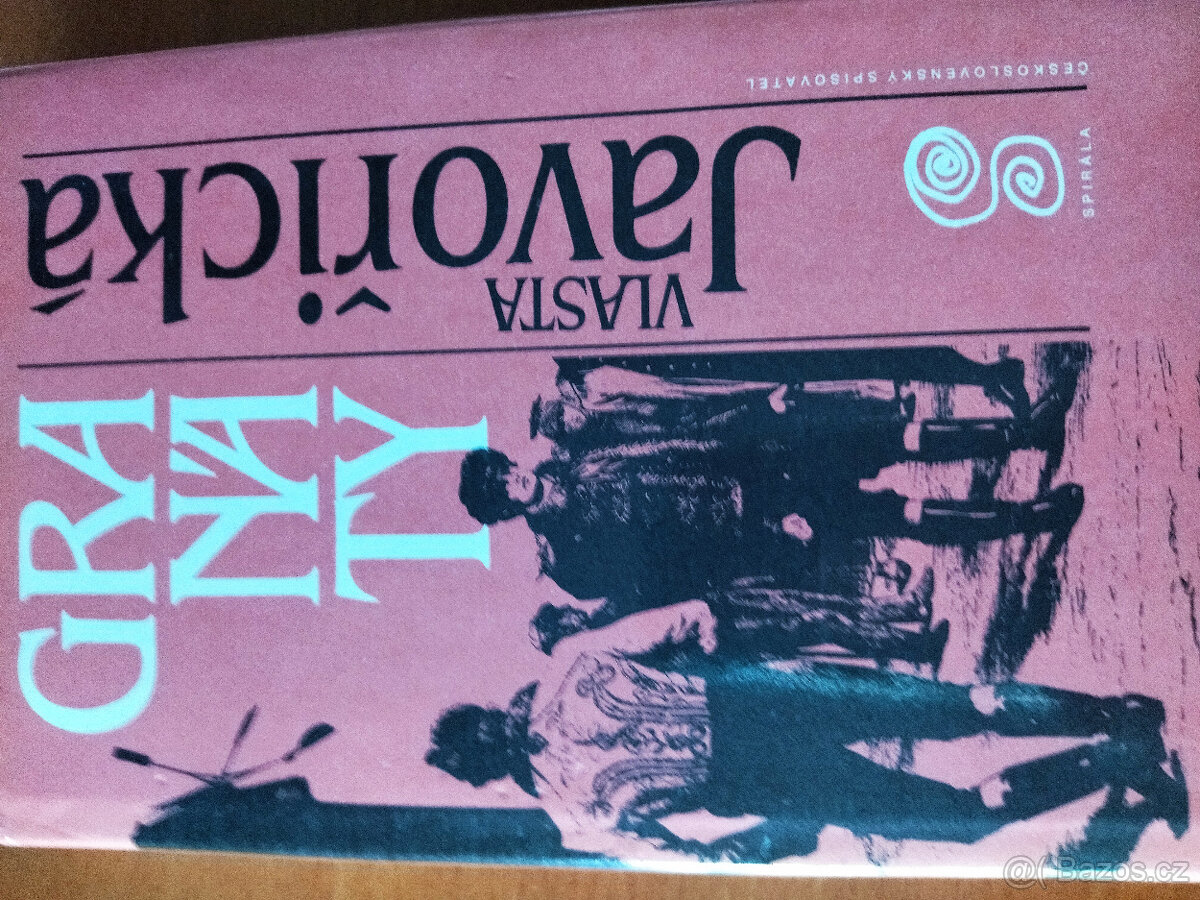 GRA
NÁ
TY
VLASTA
Javořická
SPIRÁLA
ČESKOSLOVENSKÝ SPISOVATEL
@( Bazos.cz